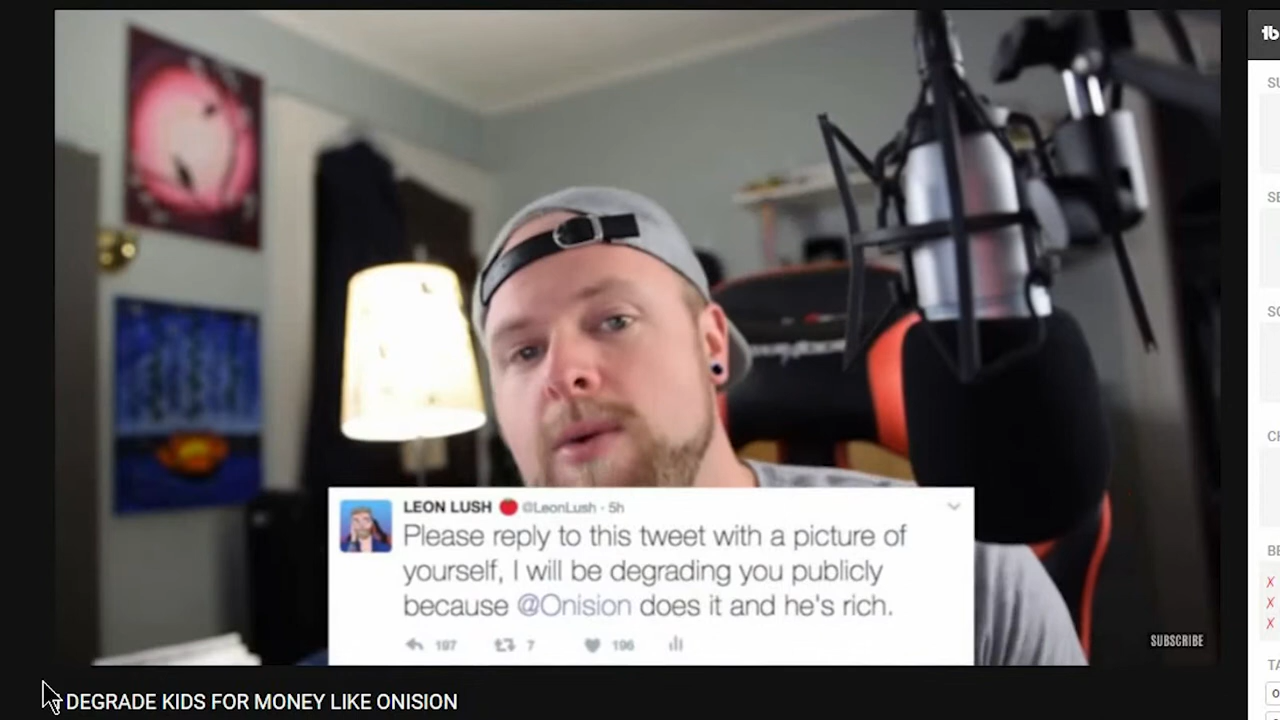 LEON LUSH @LeonLush · 5h
Please reply to this tweet with a picture of
yourself, I will be degrading you publicly
because @Onision does it and he's rich.
197 7 196
SUBSCRIBE
DEGRADE KIDS FOR MONEY LIKE ONISION